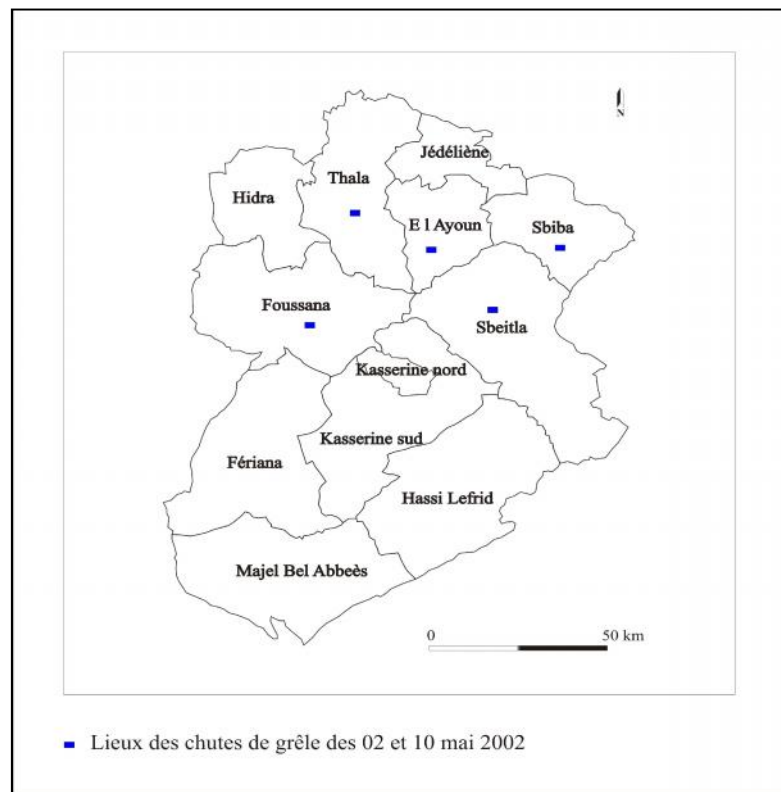 N
Jédéliène
Thala
Hidra
E l Ayoun
Sbiba
Foussana
Sbeitla
Kasserine nord
Kasserine sud
Fériana
Hassi Lefrid
Majel Bel Abbeès
0 50 km
Lieux des chutes de grêle des 02 et 10 mai 2002